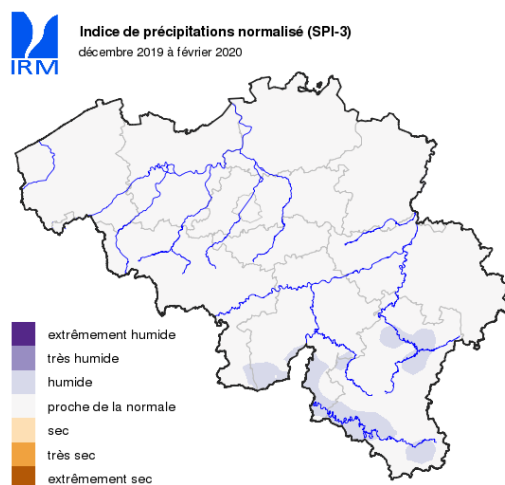 Indice de précipitations normalisé (SPI-3)
décembre 2019 à février 2020
IRM
extrêmement humide
très humide
humide
proche de la normale
sec
très sec
extrêmement sec